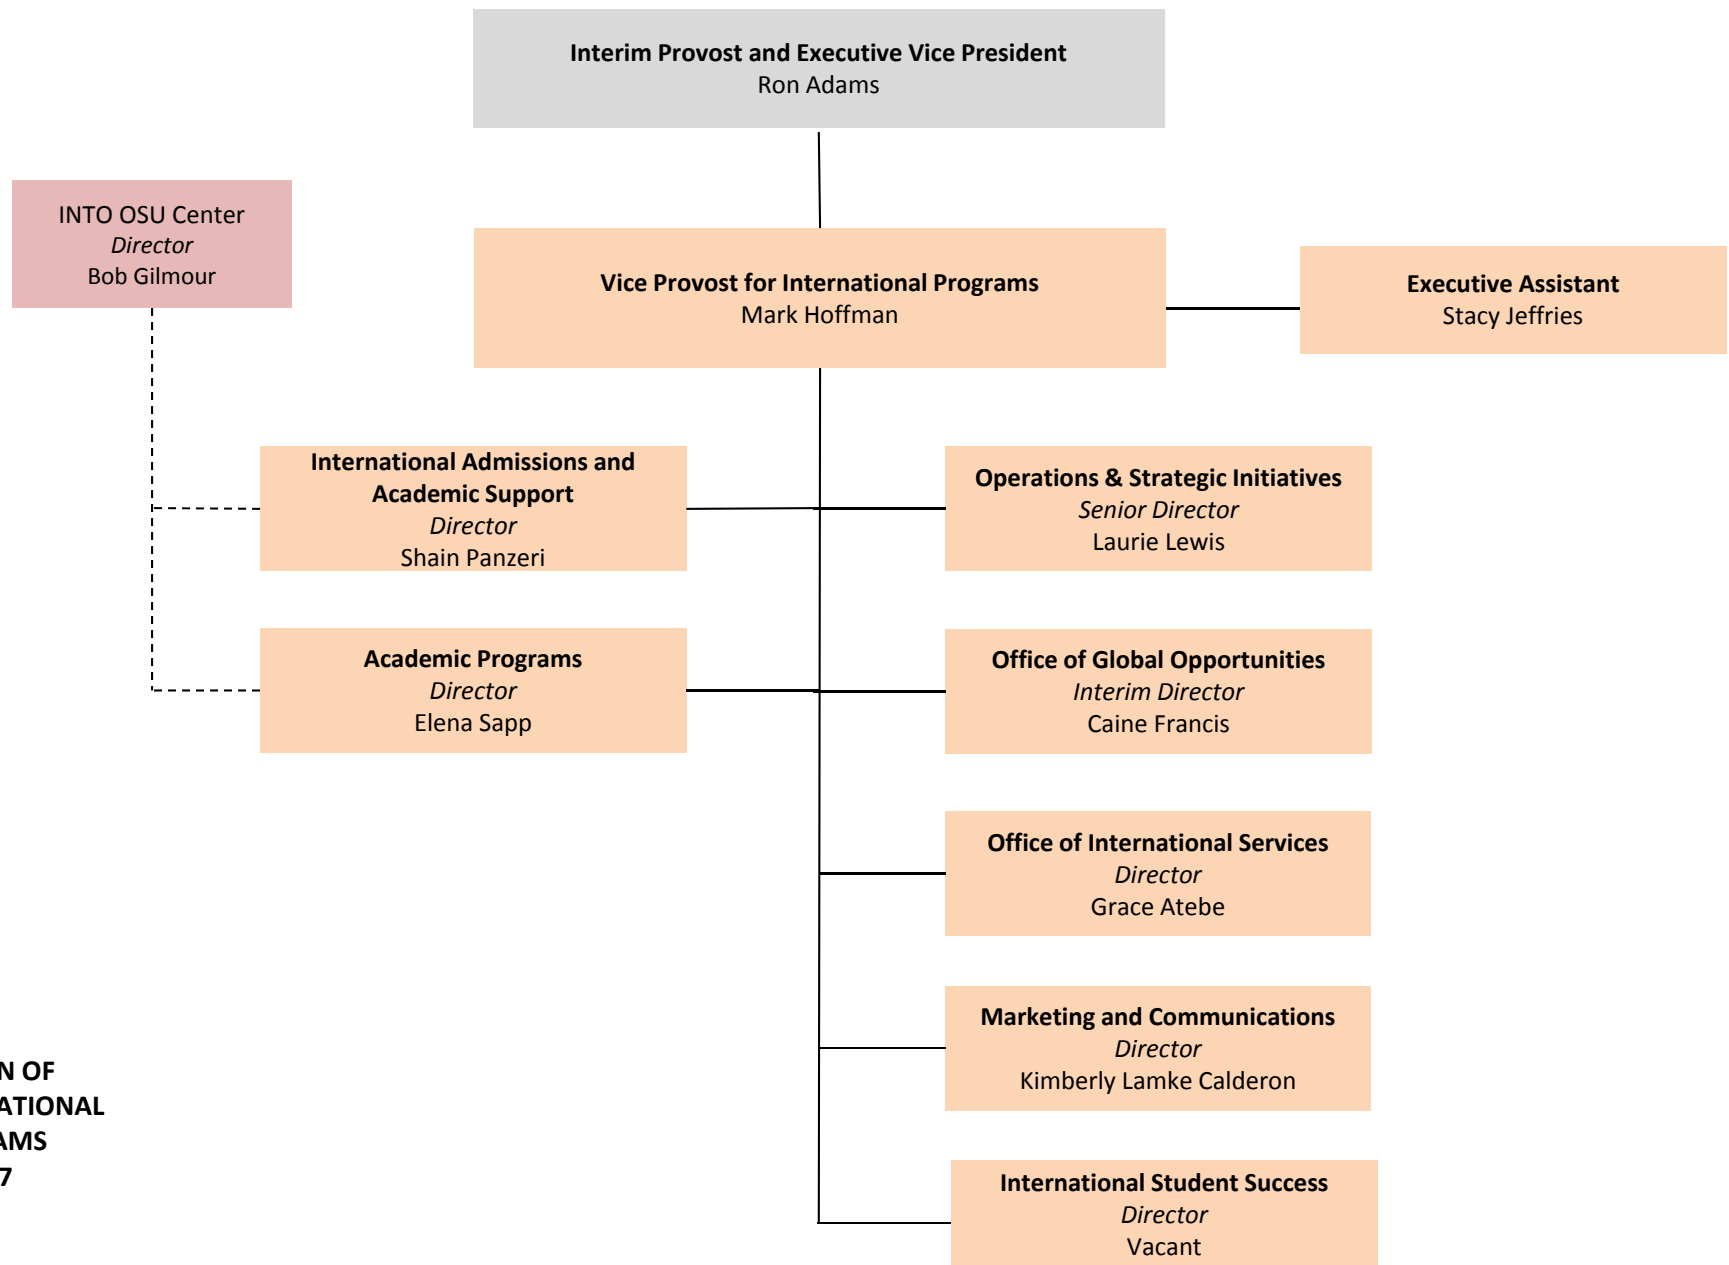 Interim Provost and Executive Vice President
Ron Adams
INTO OSU Center
Director
Bob Gilmour
Vice Provost for International Programs
Mark Hoffman
Executive Assistant
Stacy Jeffries
International Admissions and
Academic Support
Director
Shain Panzeri
Operations & Strategic Initiatives
Senior Director
Laurie Lewis
Academic Programs
Director
Elena Sapp
Office of Global Opportunities
Interim Director
Caine Francis
Office of International Services
Director
Grace Atebe
Marketing and Communications
Director
Kimberly Lamke Calderon
International Student Success
Director
Vacant
N OF
ATIONAL
AMS
7